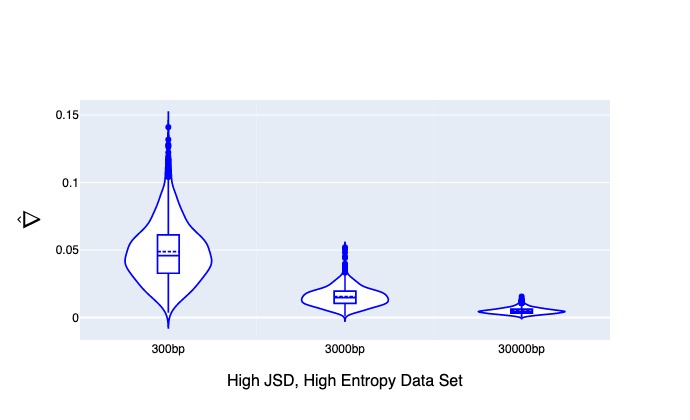 0.15
0.1
0.05
0
∇̂
300bp
3000bp
30000bp
High JSD, High Entropy Data Set